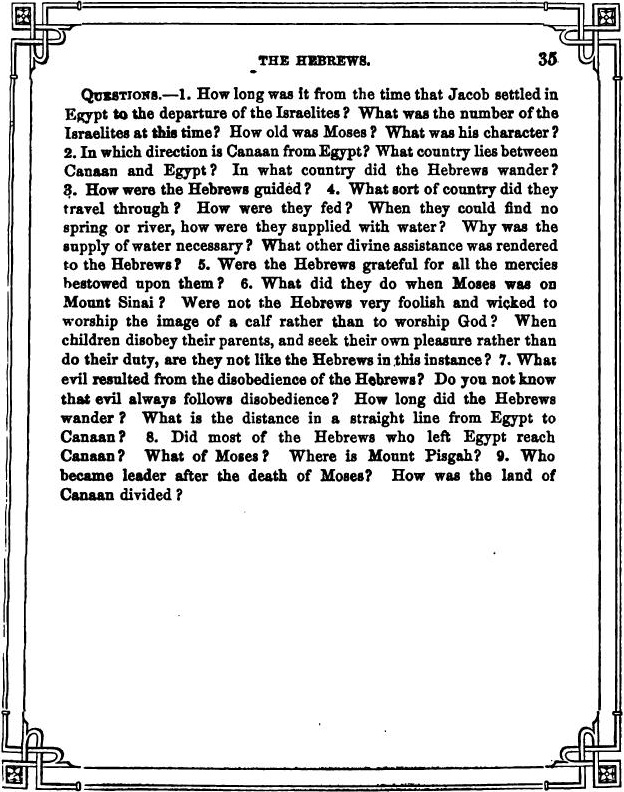 THE HEBREWS. 35
QUESTIONS.—1. How long was it from the time that Jacob settled in
Egypt to the departure of the Israelites? What was the number of the
Israelites at this time? How old was Moses? What was his character?
2. In which direction is Canaan from Egypt? What country lies between
Canaan and Egypt? In what country did the Hebrews wander?
3. How were the Hebrews guided? 4. What sort of country did they
travel through? How were they fed? When they could find no
spring or river, how were they supplied with water? Why was the
supply of water necessary? What other divine assistance was rendered
to the Hebrews? 5. Were the Hebrews grateful for all the mercies
bestowed upon them? 6. What did they do when Moses was on
Mount Sinai? Were not the Hebrews very foolish and wicked to
worship the image of a calf rather than to worship God? When
children disobey their parents, and seek their own pleasure rather than
do their duty, are they not like the Hebrews in this instance? 7. What
evil resulted from the disobedience of the Hebrews? Do you not know
that evil always follows disobedience? How long did the Hebrews
wander? What is the distance in a straight line from Egypt to
Canaan? 8. Did most of the Hebrews who left Egypt reach
Canaan? What of Moses? Where is Mount Pisgah? 9. Who
became leader after the death of Moses? How was the land of
Canaan divided?